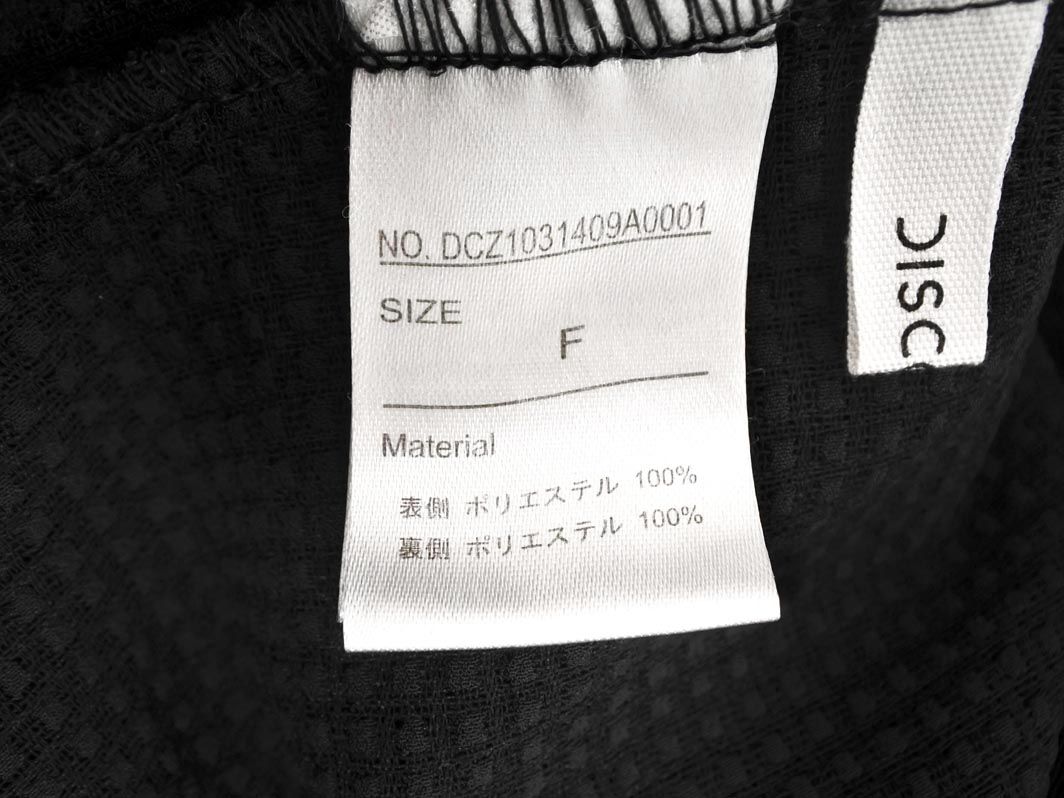 NO. DCZ1031409A0001
SIZE
F
Material
表側 ポリエステル 100%
裏側 ポリエステル 100%